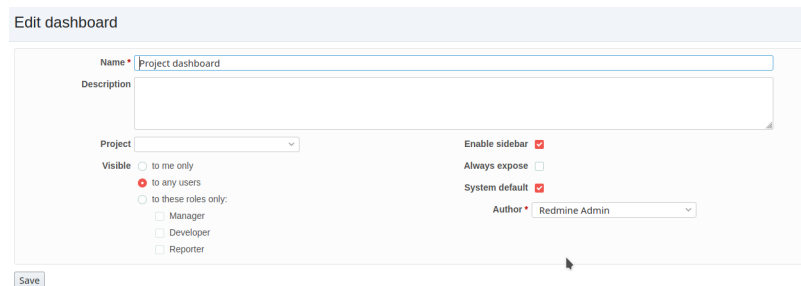 Edit dashboard
Name * Project dashboard
Description
Project
Enable sidebar
Visible to me only
Always expose
to any users
System default
to these roles only:
Author * Redmine Admin
Manager
Developer
Reporter
Save